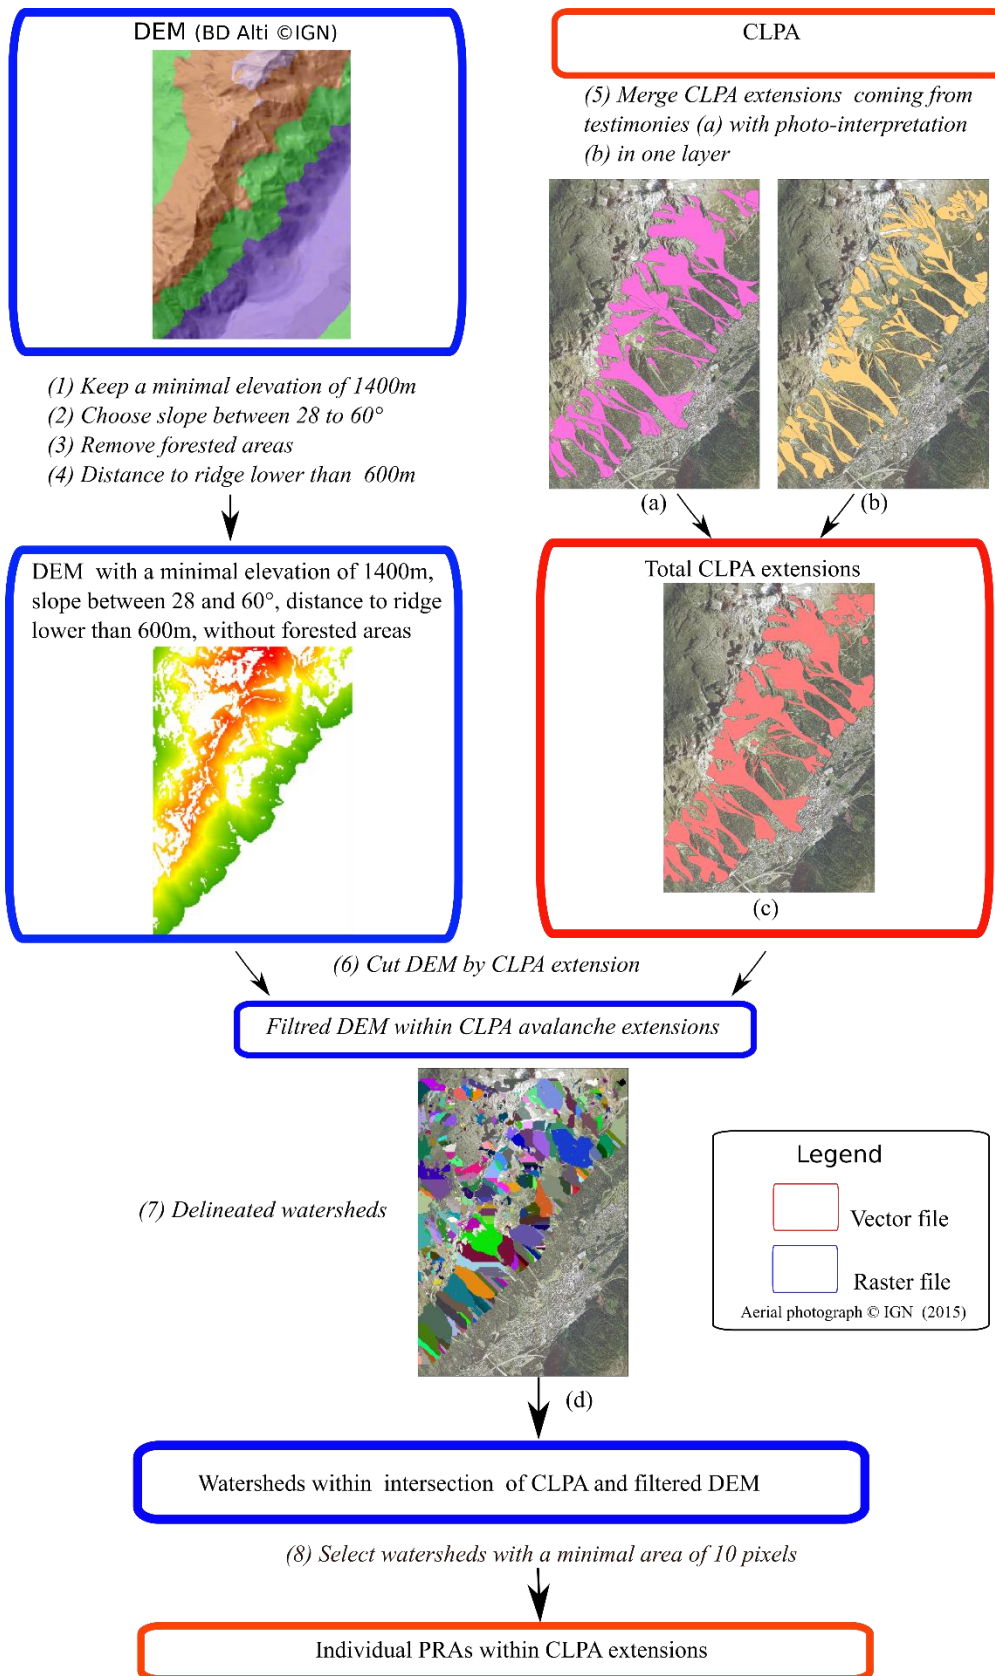 DEM (BD Alti ©IGN)
(1) Keep a minimal elevation of 1400m
(2) Choose slope between 28 to 60°
(3) Remove forested areas
(4) Distance to ridge lower than 600m
DEM with a minimal elevation of 1400m,
slope between 28 and 60°, distance to ridge
lower than 600m, without forested areas
CLPA
(5) Merge CLPA extensions coming from
testimonies (a) with photo-interpretation
(b) in one layer
(a)
(b)
Total CLPA extensions
(c)
(6) Cut DEM by CLPA extension
Filtred DEM within CLPA avalanche extensions
(7) Delineated watersheds
(d)
Legend
Vector file
Raster file
Aerial photograph © IGN (2015)
Watersheds within intersection of CLPA and filtered DEM
(8) Select watersheds with a minimal area of 10 pixels
Individual PRAs within CLPA extensions